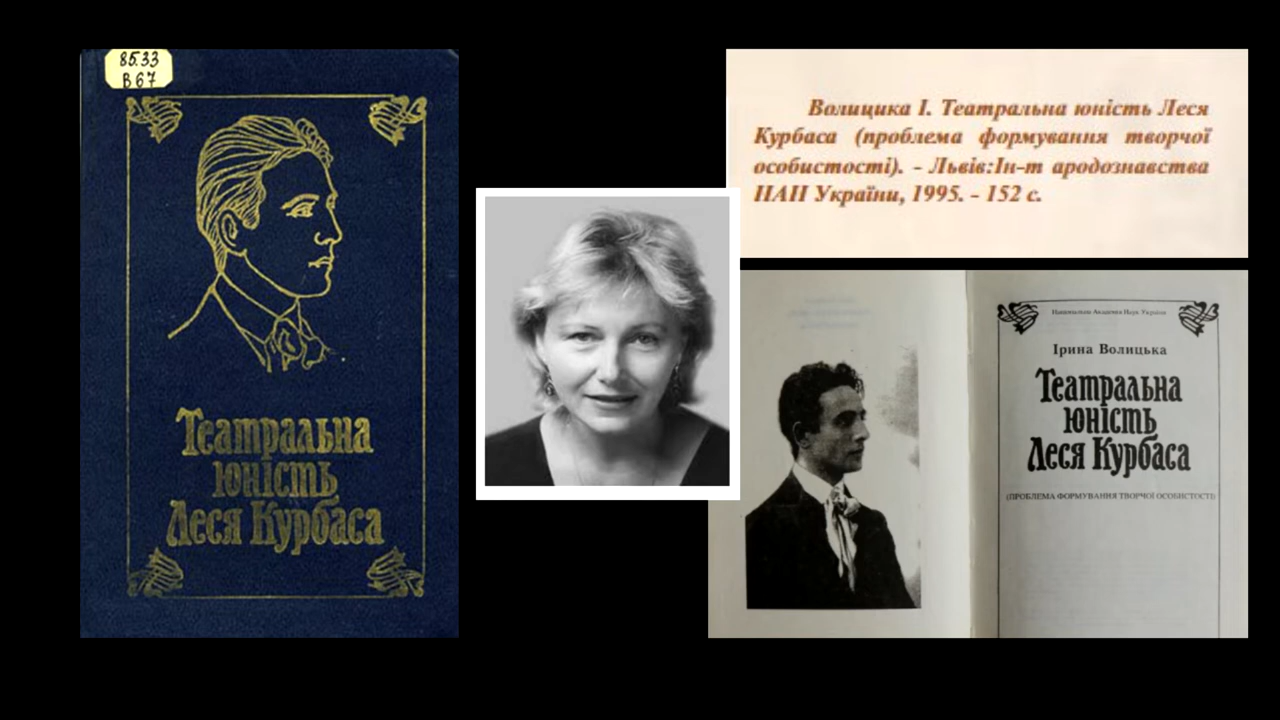 85.33
В 67
Театральна
юність
Леся Курбаса
Волицика І. Театральна юність Леся
Курбаса (проблема формування творчої
особистості). - Львів:Ін-т ародознавства
НАН України, 1995. - 152 с.
Національна Академія Наук України
Ірина Волицька
Театральна
юність
Леся Курбаса
(ПРОБЛЕМА ФОРМУВАННЯ ТВОРЧОЇ ОСОБИСТОСТІ)